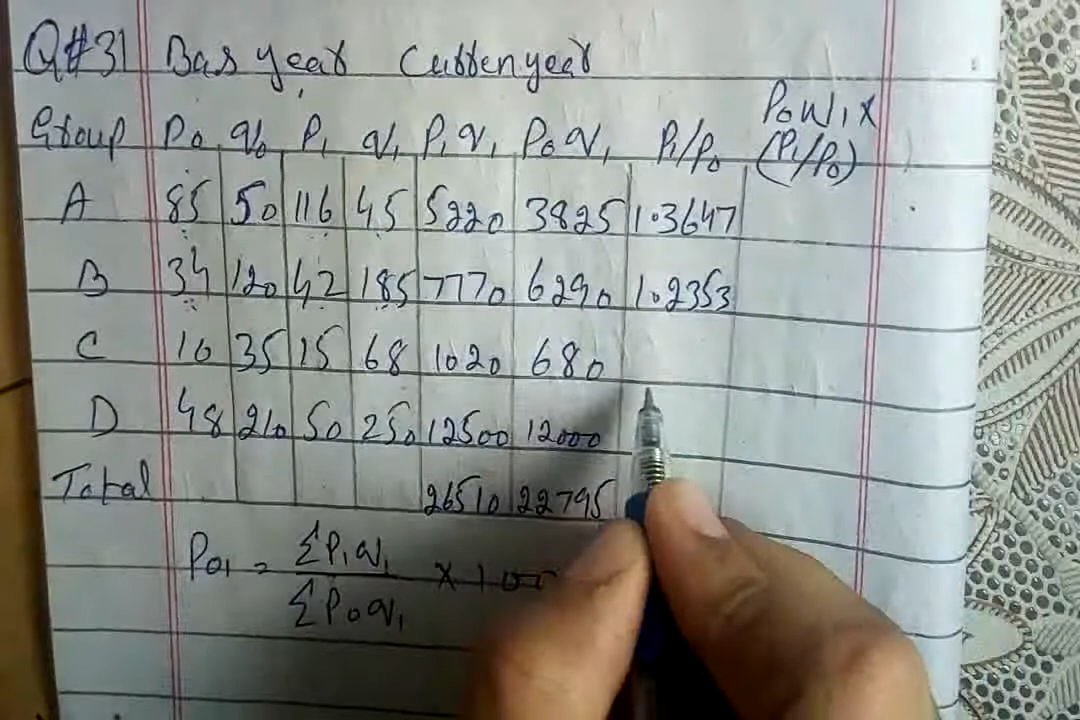 Q#31 Bas year Curren year
Group P₀ q₀ P₁ q₁ P₁q₁ P₀q₁ P₁/P₀ P₀W₁X (P₁/P₀)
A 85 50 116 45 5220 3825 1.3647
B 34 120 42 185 7770 6290 1.2353
C 10 35 15 68 1020 680
D 48 210 50 250 12500 12000
Total 26510 22795
P₀₁ = ΣP₁q₁ / ΣP₀q₁ × 100